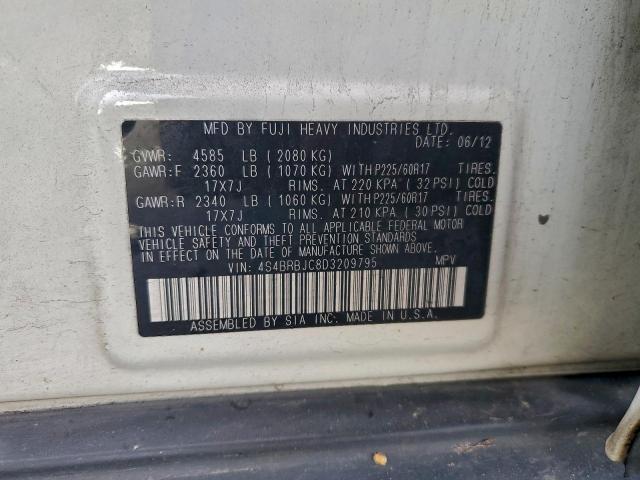 MFD BY FUJI HEAVY INDUSTRIES LTD.
DATE: 06/12
GVWR: 4585 LB (2080 KG)
GAWR:F 2360 LB (1070 KG) WITH P225/60R17 TIRES.
17X7J RIMS. AT 220 KPA (32 PSI) COLD
GAWR:R 2340 LB (1060 KG) WITH P225/60R17 TIRES.
17X7J RIMS. AT 210 KPA (30 PSI) COLD
THIS VEHICLE CONFORMS TO ALL APPLICABLE FEDERAL MOTOR
VEHICLE SAFETY AND THEFT PREVENTION STANDARDS
IN EFFECT ON THE DATE OF MANUFACTURE SHOWN ABOVE.
VIN: 4S4BRBJC8D3209795 MPV
ASSEMBLED BY SIA INC. MADE IN U.S.A.